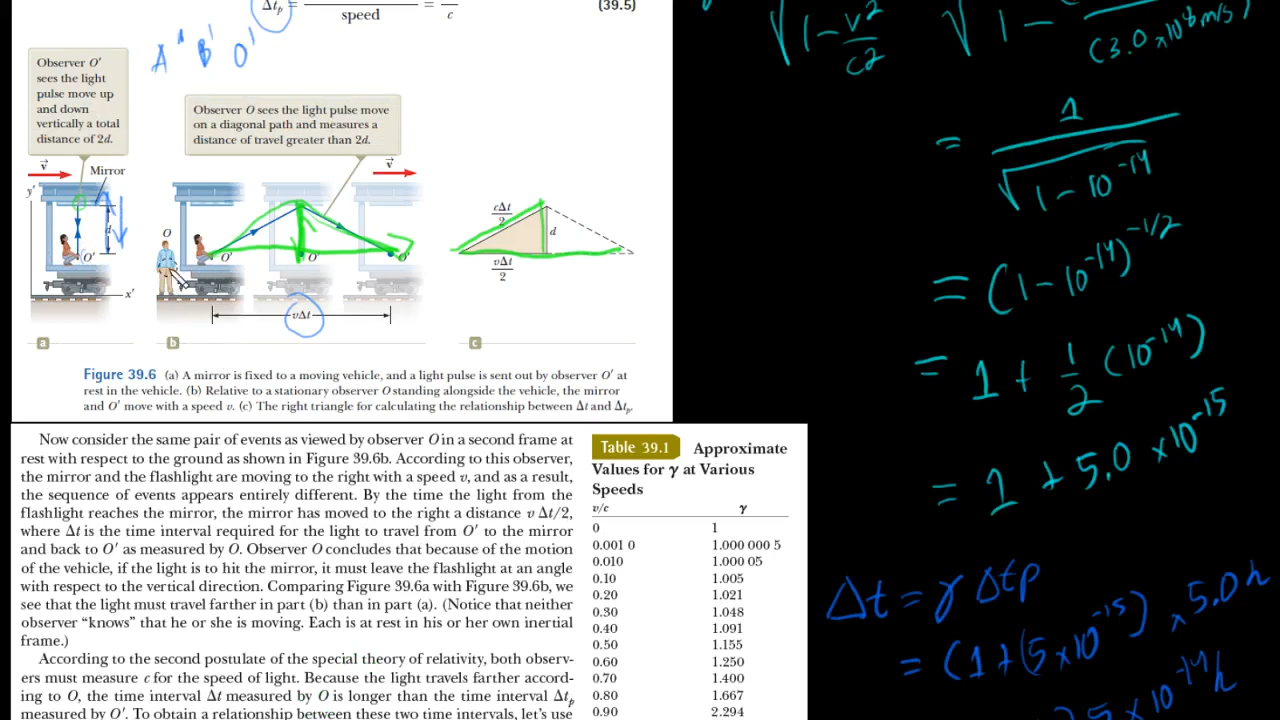 Δtp = ——— = —
speed c
(39.5)
A' B' O'
Observer O′
sees the light
pulse move up
and down
vertically a total
distance of 2d.
Observer O sees the light pulse move
on a diagonal path and measures a
distance of travel greater than 2d.
v
Mirror
v
y′
d
O′
x′
O
O′
O′
O′
vΔt
cΔt
2
d
vΔt
2
a
b
c
Figure 39.6 (a) A mirror is fixed to a moving vehicle, and a light pulse is sent out by observer O′ at
rest in the vehicle. (b) Relative to a stationary observer O standing alongside the vehicle, the mirror
and O′ move with a speed v. (c) The right triangle for calculating the relationship between Δt and Δtp.
Now consider the same pair of events as viewed by observer O in a second frame at
rest with respect to the ground as shown in Figure 39.6b. According to this observer,
the mirror and the flashlight are moving to the right with a speed v, and as a result,
the sequence of events appears entirely different. By the time the light from the
flashlight reaches the mirror, the mirror has moved to the right a distance v Δt/2,
where Δt is the time interval required for the light to travel from O′ to the mirror
and back to O′ as measured by O. Observer O concludes that because of the motion
of the vehicle, if the light is to hit the mirror, it must leave the flashlight at an angle
with respect to the vertical direction. Comparing Figure 39.6a with Figure 39.6b, we
see that the light must travel farther in part (b) than in part (a). (Notice that neither
observer “knows” that he or she is moving. Each is at rest in his or her own inertial
frame.)
According to the second postulate of the special theory of relativity, both observ-
ers must measure c for the speed of light. Because the light travels farther accord-
ing to O, the time interval Δt measured by O is longer than the time interval Δtp
measured by O′. To obtain a relationship between these two time intervals, let’s use
Table 39.1 Approximate
Values for γ at Various
Speeds
v/c γ
0 1
0.001 0 1.000 000 5
0.010 1.000 05
0.10 1.005
0.20 1.021
0.30 1.048
0.40 1.091
0.50 1.155
0.60 1.250
0.70 1.400
0.80 1.667
0.90 2.294
√1-v²/c² √1- (3.0×10⁸m/s)
= 1/√1-10⁻¹⁴
= (1-10⁻¹⁴)⁻¹/²
= 1 + 1/2 (10⁻¹⁴)
= 1 + 5.0 ×10⁻¹⁵
Δt = γ Δtp
= (1+(5×10⁻¹⁵) × 5.0h
5 ×10⁻¹⁴h